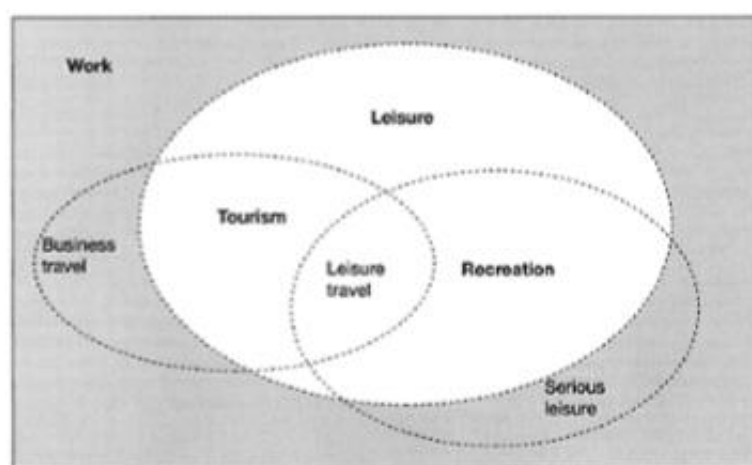 Work
Leisure
Tourism
Business
travel
Leisure
travel
Recreation
Serious
leisure